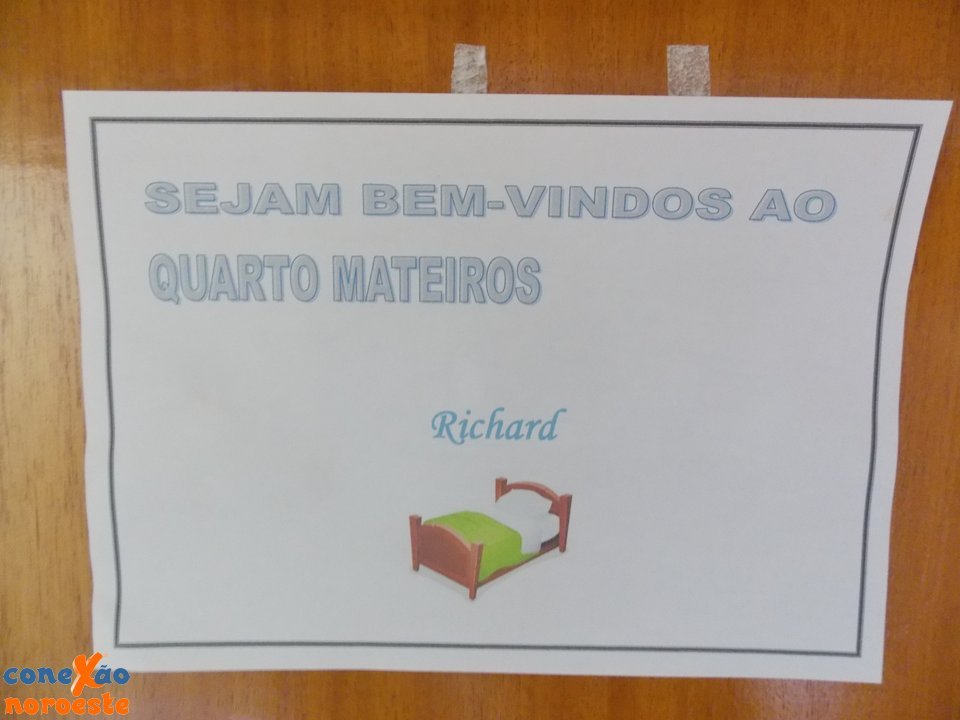 SEJAM BEM-VINDOS AO
QUARTO MATEIROS
Richard
coneXão
noroeste